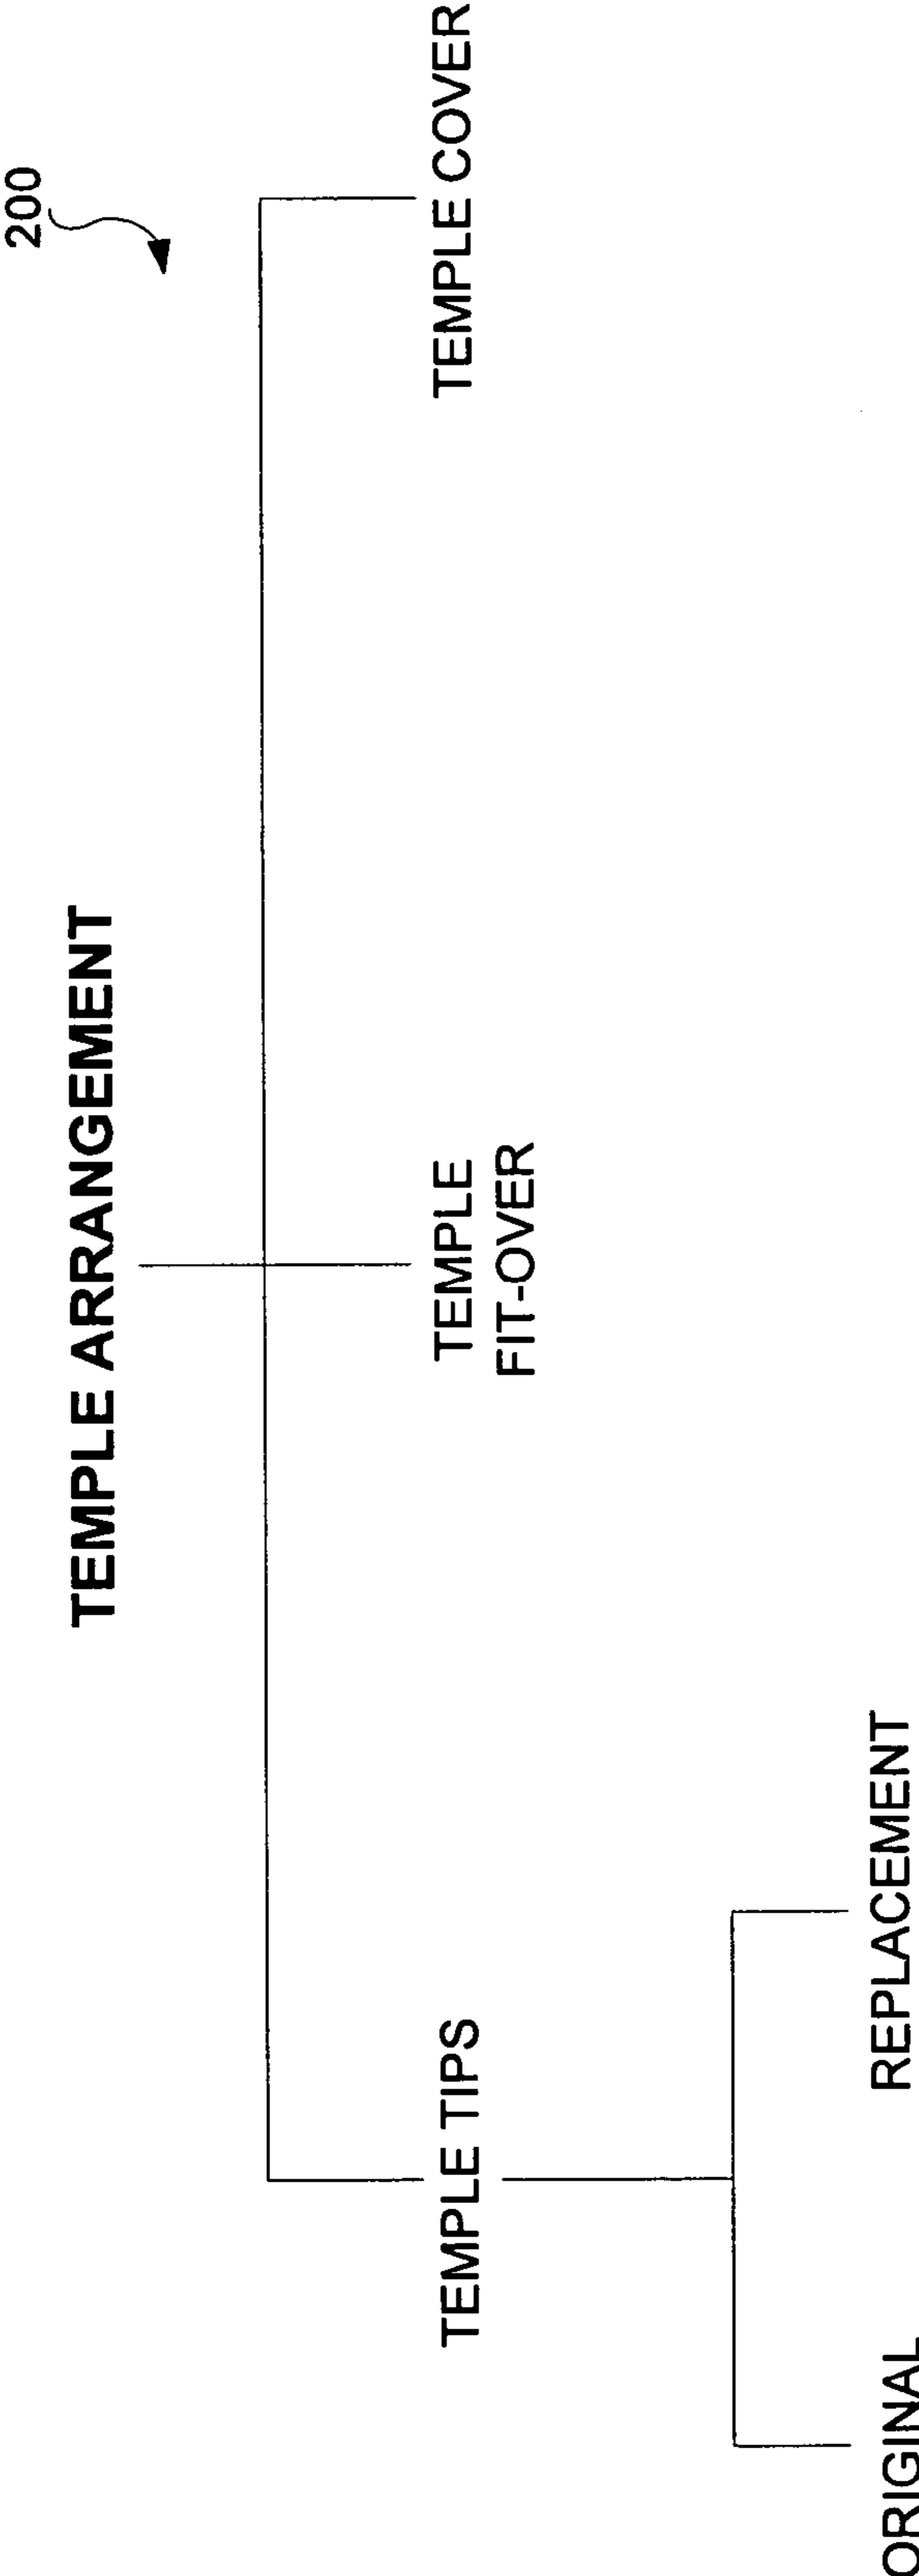 200
TEMPLE ARRANGEMENT
TEMPLE TIPS
TEMPLE
FIT-OVER
TEMPLE COVER
ORIGINAL
REPLACEMENT